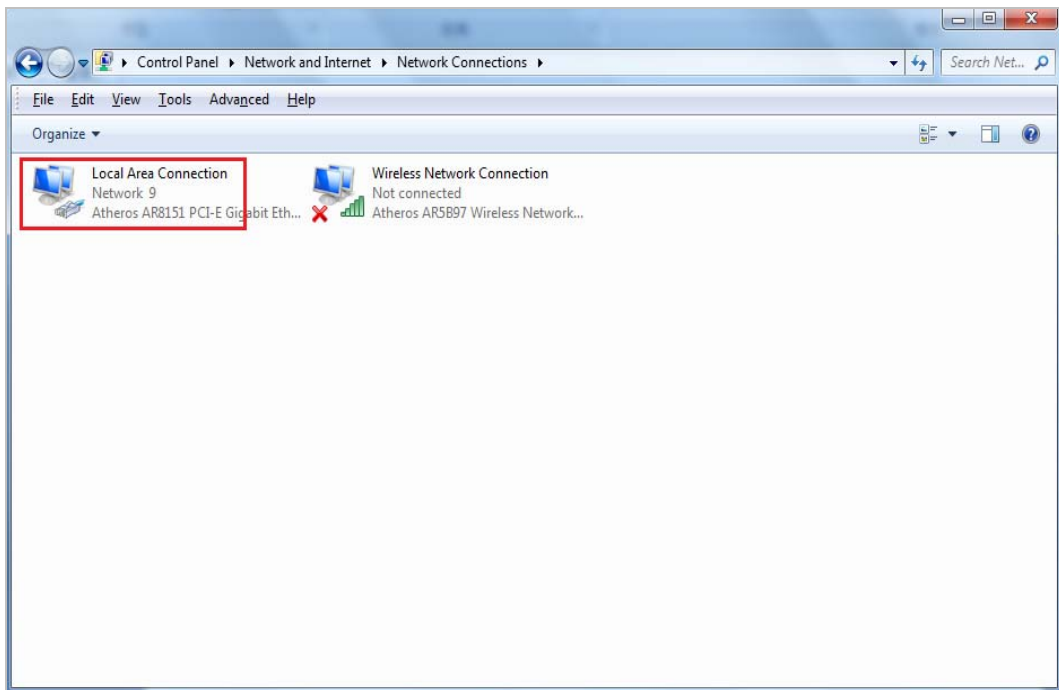 Control Panel Network and Internet Network Connections
Search Net...
File Edit View Tools Advanced Help
Organize
Local Area Connection
Network 9
Atheros AR8151 PCI-E Gigabit Eth...
Wireless Network Connection
Not connected
Atheros AR5B97 Wireless Network...